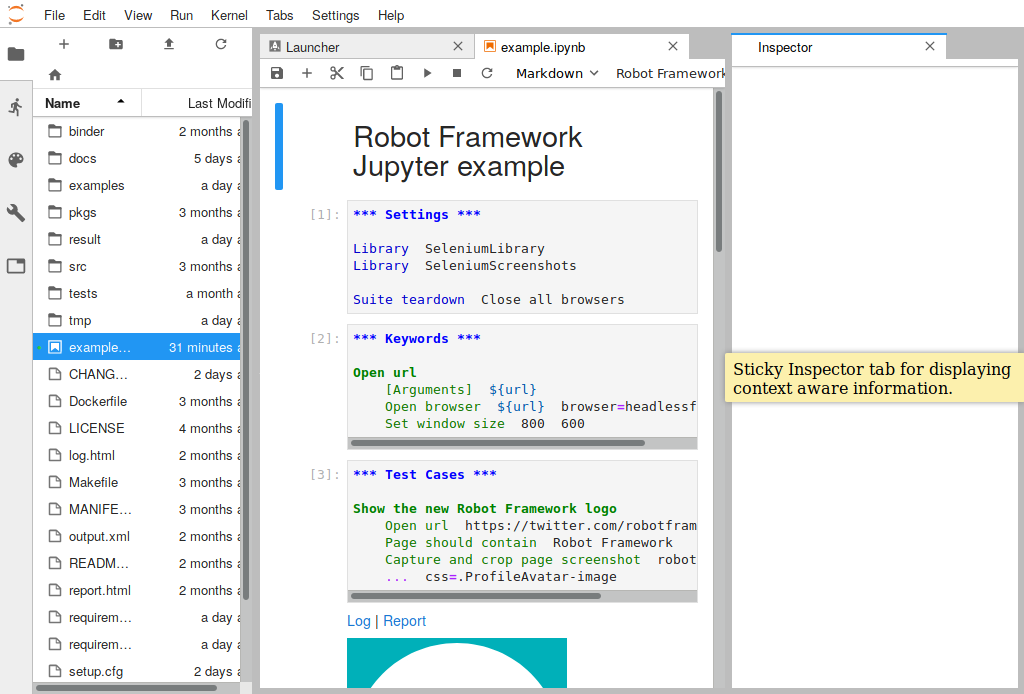 File Edit View Run Kernel Tabs Settings Help
Launcher
example.ipynb
Inspector
Markdown
Robot Framework
Name
Last Modifi
binder 2 months a
docs 5 days a
examples a day a
pkgs 3 months a
result a day a
src 3 months a
tests a month a
tmp a day a
example… 31 minutes a
CHANG… 2 days a
Dockerfile 3 months a
LICENSE 4 months a
log.html 2 months a
Makefile 3 months a
MANIFE… 3 months a
output.xml 2 months a
READM… 2 months a
report.html 2 months a
requirem… a day a
requirem… a day a
setup.cfg 2 days a
Robot Framework
Jupyter example
[1]: *** Settings ***
Library SeleniumLibrary
Library SeleniumScreenshots
Suite teardown Close all browsers
[2]: *** Keywords ***
Open url
[Arguments] ${url}
Open browser ${url} browser=headlessf
Set window size 800 600
[3]: *** Test Cases ***
Show the new Robot Framework logo
Open url https://twitter.com/robotfram
Page should contain Robot Framework
Capture and crop page screenshot robot
... css=.ProfileAvatar-image
Log | Report
Sticky Inspector tab for displaying
context aware information.